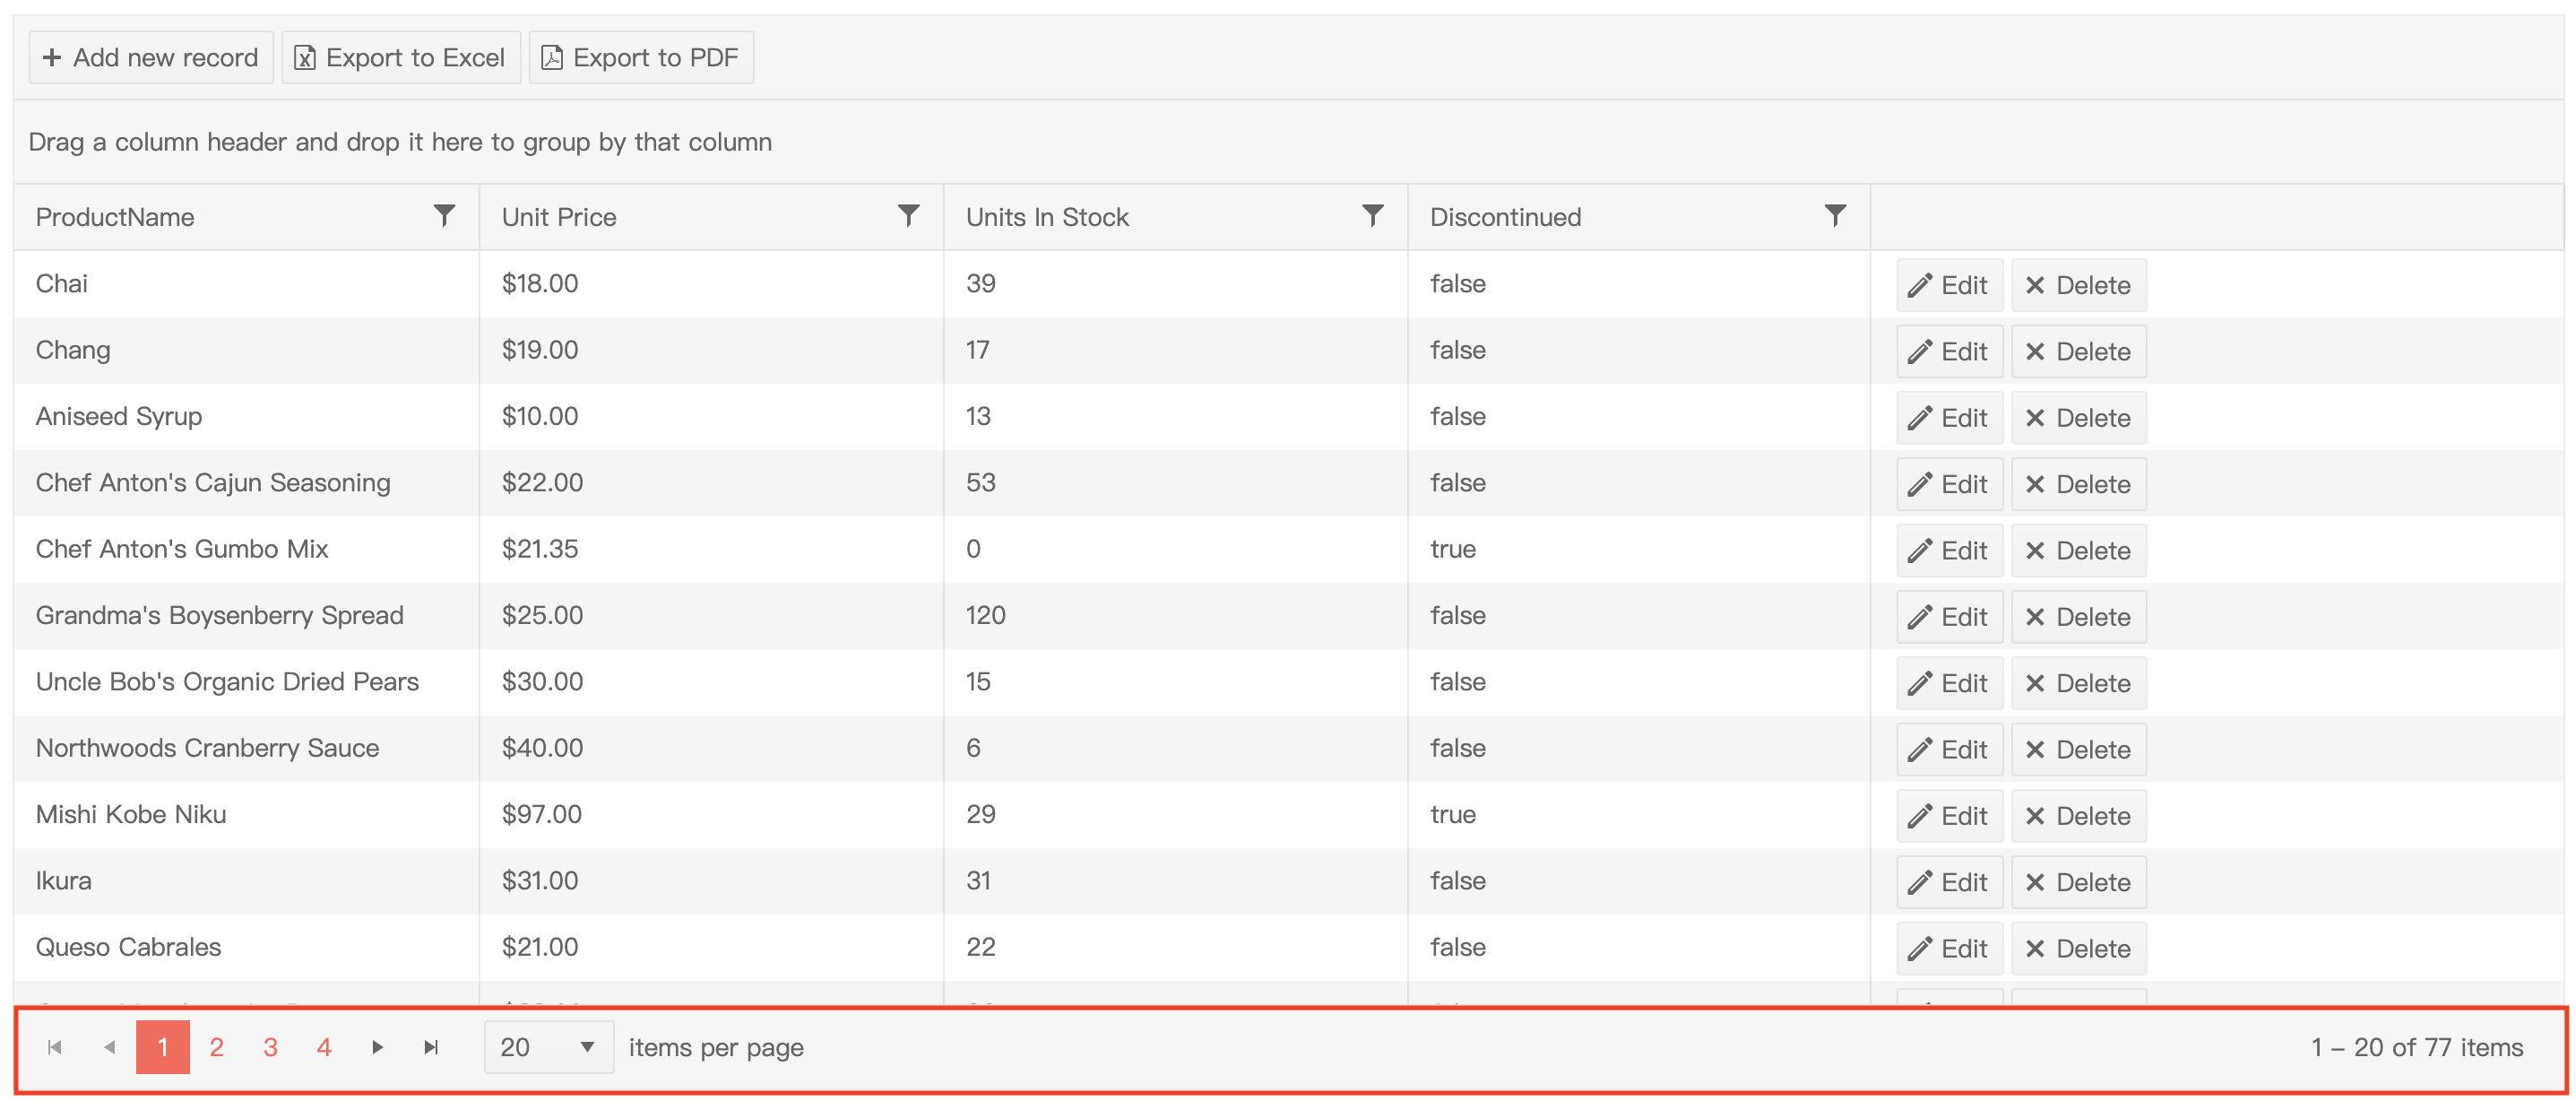 Add new record Export to Excel Export to PDF
Drag a column header and drop it here to group by that column
ProductName Unit Price Units In Stock Discontinued
Chai $18.00 39 false Edit Delete
Chang $19.00 17 false Edit Delete
Aniseed Syrup $10.00 13 false Edit Delete
Chef Anton's Cajun Seasoning $22.00 53 false Edit Delete
Chef Anton's Gumbo Mix $21.35 0 true Edit Delete
Grandma's Boysenberry Spread $25.00 120 false Edit Delete
Uncle Bob's Organic Dried Pears $30.00 15 false Edit Delete
Northwoods Cranberry Sauce $40.00 6 false Edit Delete
Mishi Kobe Niku $97.00 29 true Edit Delete
Ikura $31.00 31 false Edit Delete
Queso Cabrales $21.00 22 false Edit Delete
1 2 3 4 20 items per page 1 – 20 of 77 items